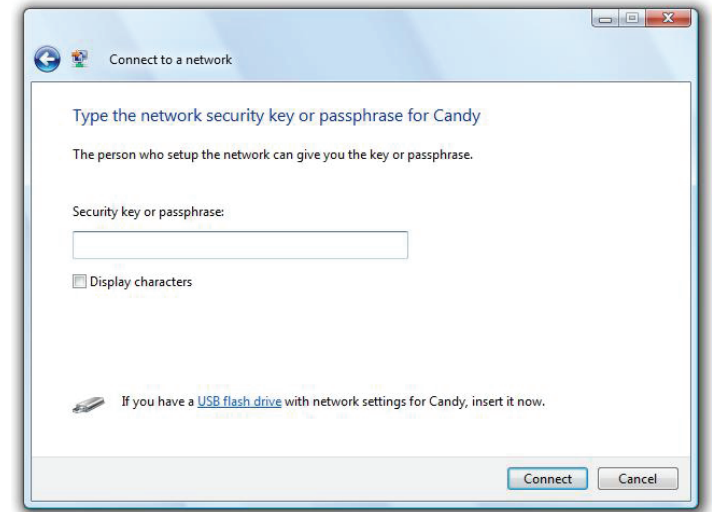 Connect to a network
Type the network security key or passphrase for Candy
The person who setup the network can give you the key or passphrase.
Security key or passphrase:
Display characters
If you have a USB flash drive with network settings for Candy, insert it now.
Connect Cancel